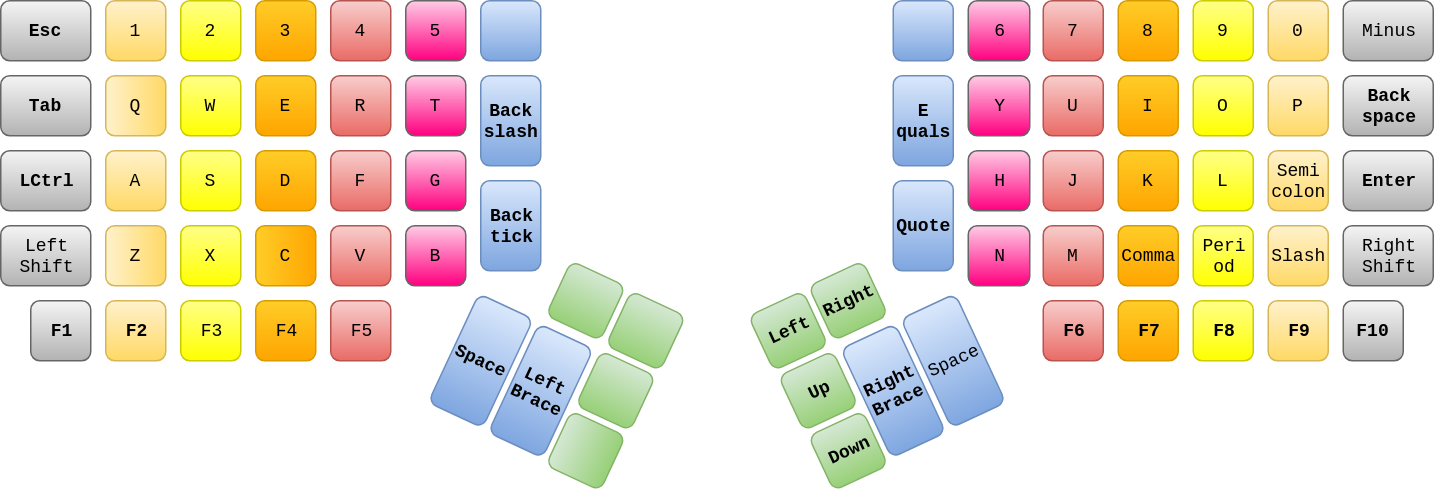 Esc 1 2 3 4 5 6 7 8 9 0 Minus
Tab Q W E R T Back
slash E
quals Y U I O P Back
space
LCtrl A S D F G Back
tick Quote H J K L Semi
colon Enter
Left
Shift Z X C V B N M Comma Peri
od Slash Right
Shift
F1 F2 F3 F4 F5 F6 F7 F8 F9 F10
Space Left
Brace
Left Right
Up
Down
Right
Brace Space